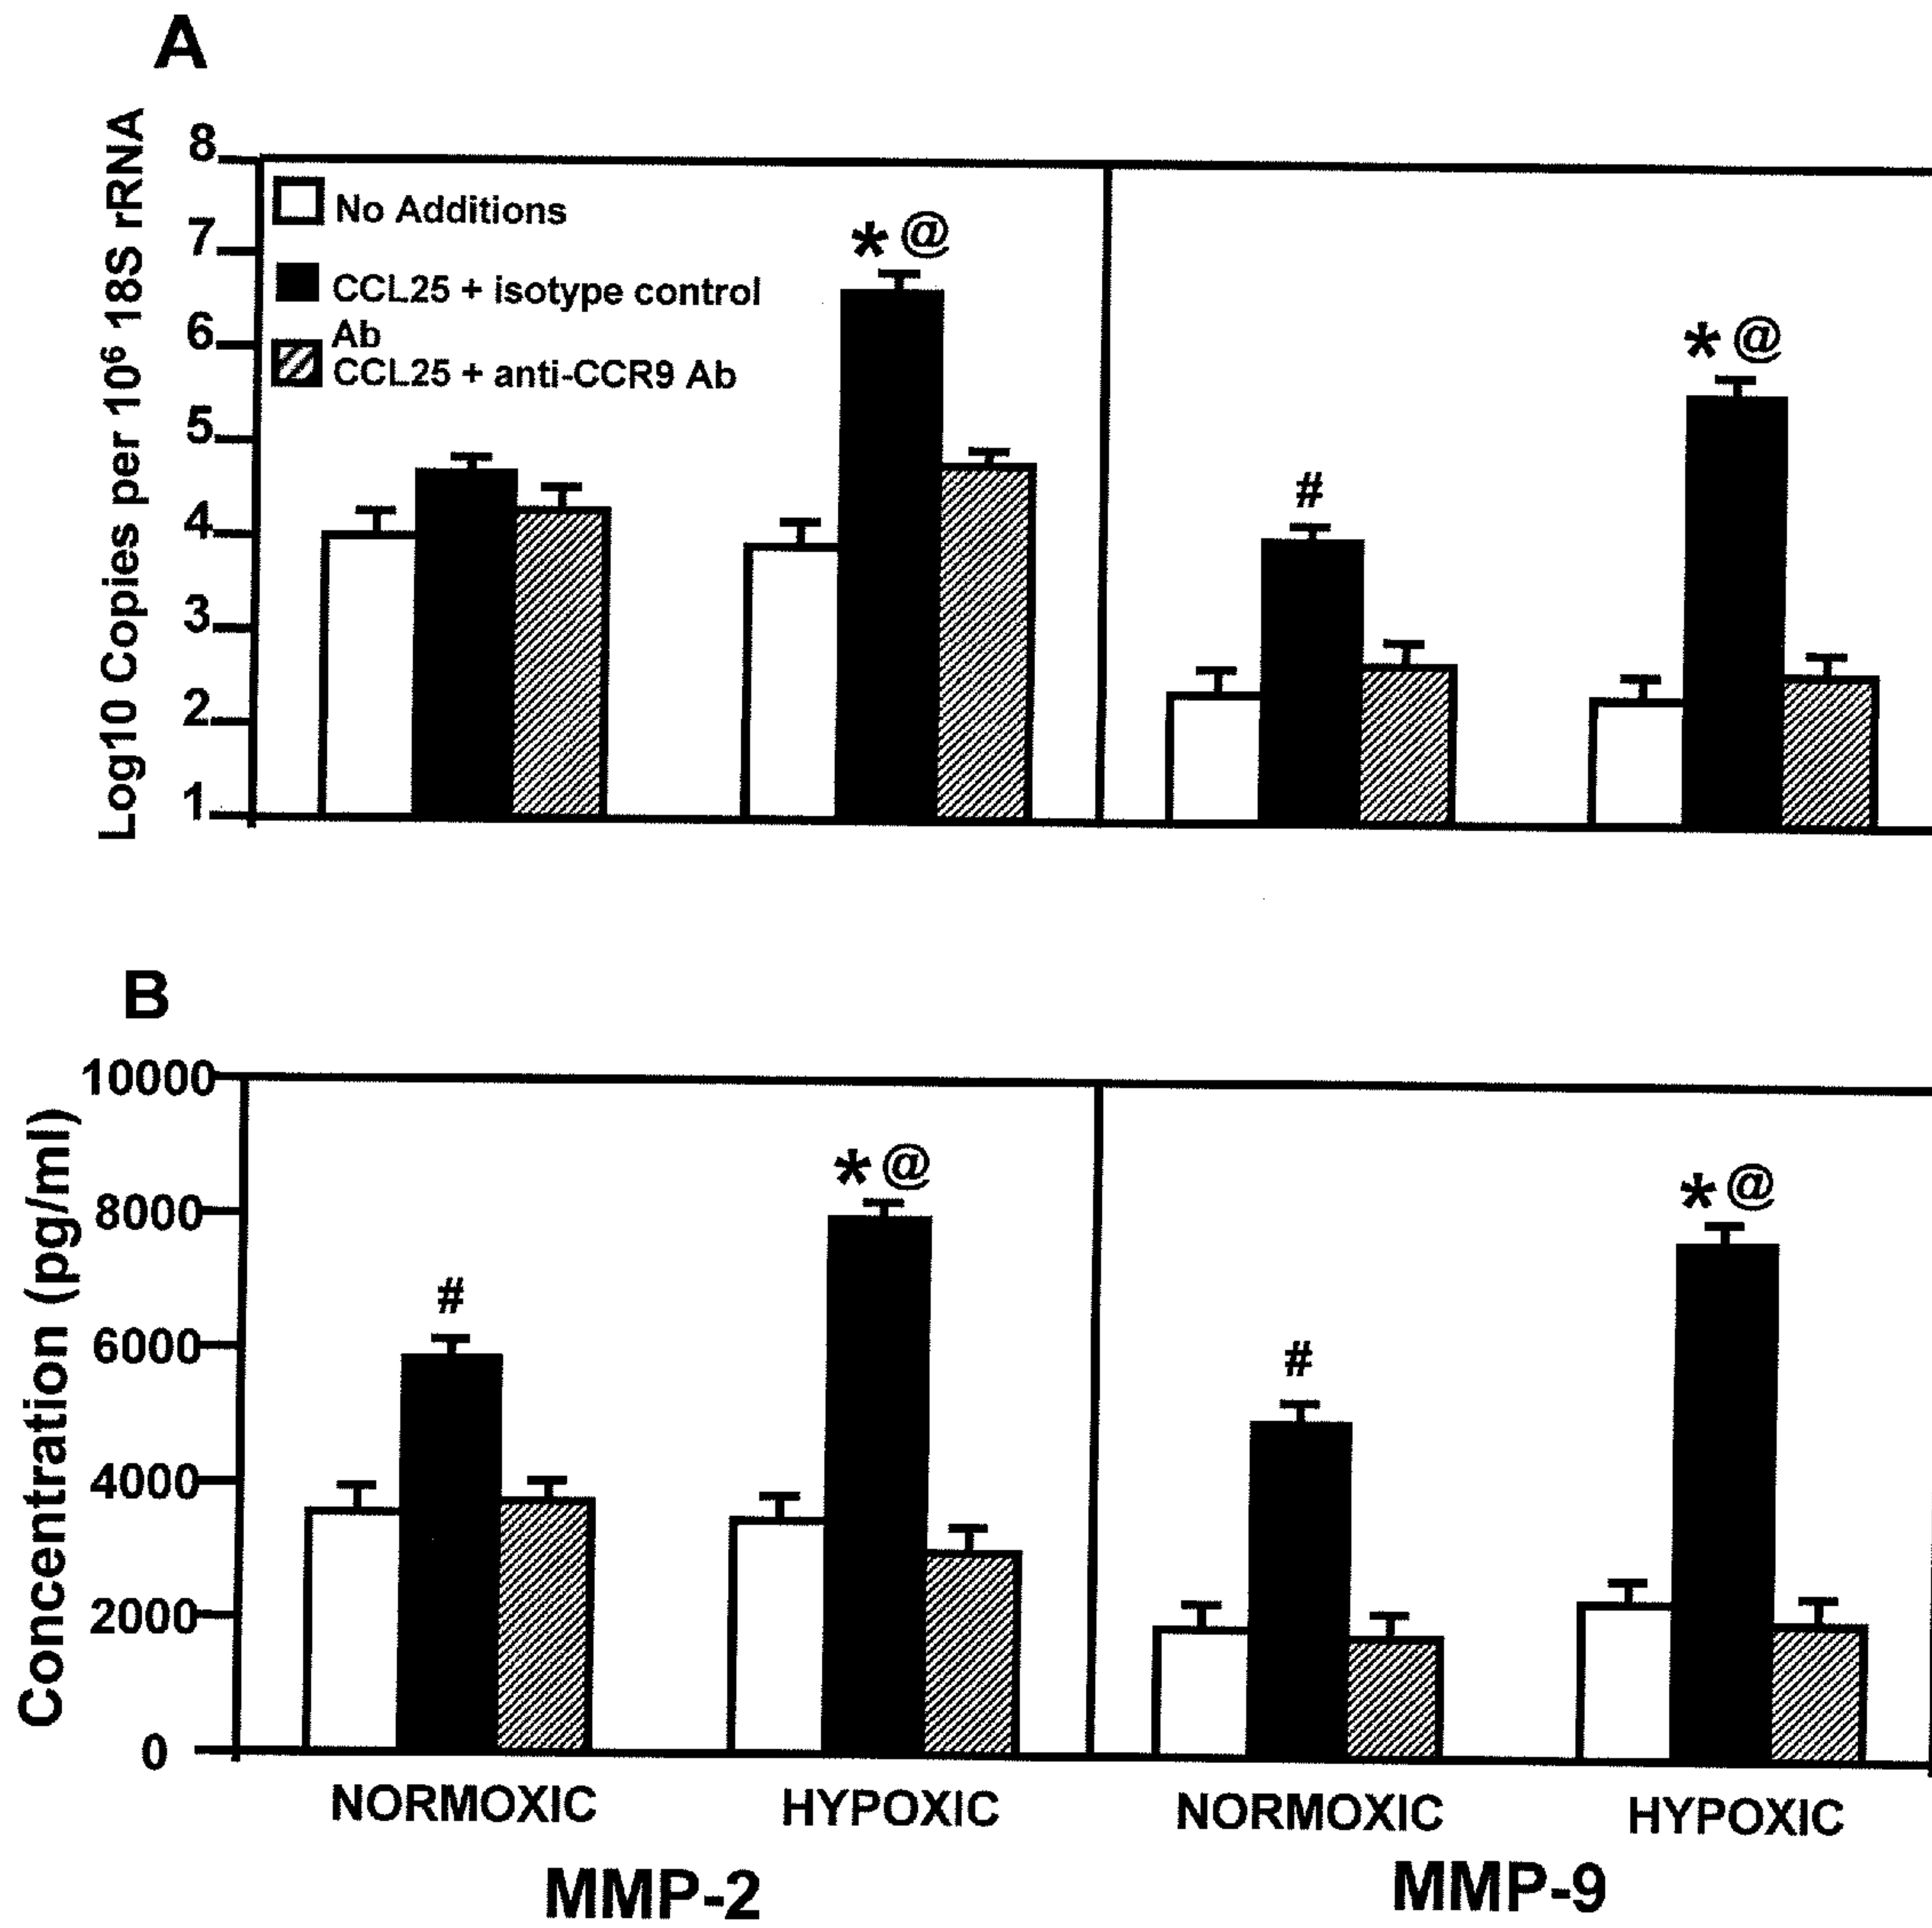 A
Log10 Copies per 10⁶ 18S rRNA
8
7
6
5
4
3
2
1
No Additions
CCL25 + isotype control
Ab
CCL25 + anti-CCR9 Ab
* @
#
* @
B
Concentration (pg/ml)
10000
8000
6000
4000
2000
0
#
* @
#
* @
NORMOXIC
HYPOXIC
NORMOXIC
HYPOXIC
MMP-2
MMP-9